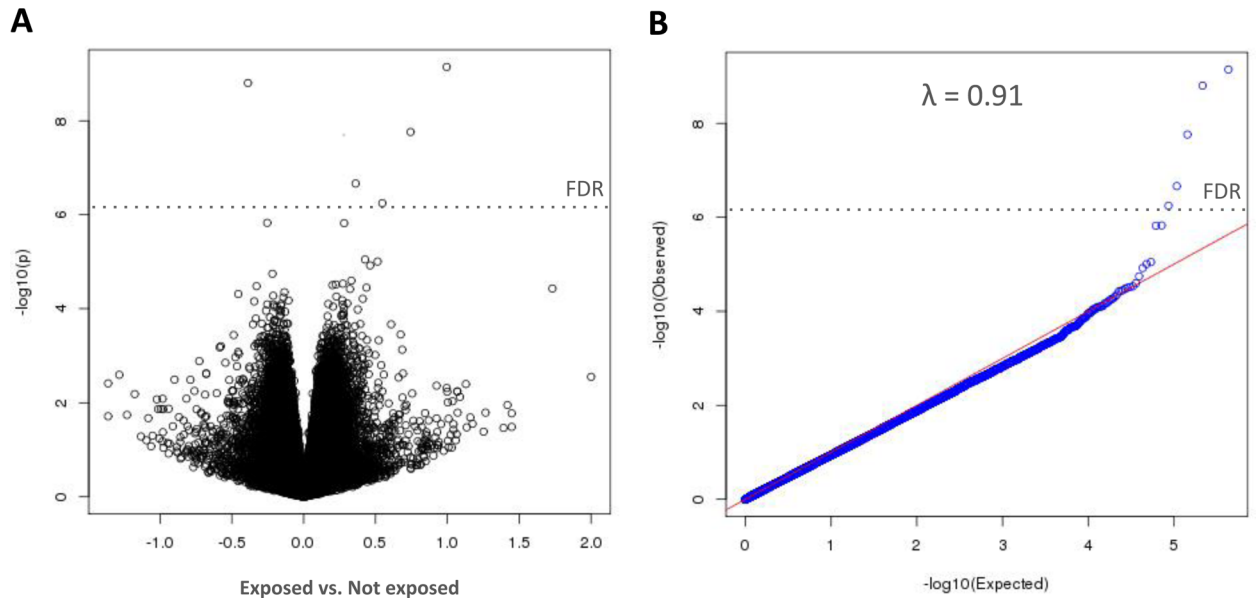 A
B
8
6
4
2
0
-log10(p)
FDR
-1.0 -0.5 0.0 0.5 1.0 1.5 2.0
Exposed vs. Not exposed
λ = 0.91
8
6
4
2
0
-log10(Observed)
FDR
0 1 2 3 4 5
-log10(Expected)